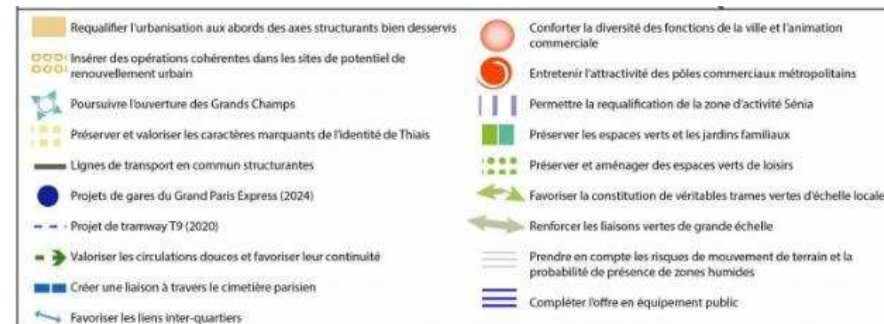 Requalifier l'urbanisation aux abords des axes structurants bien desservis
Insérer des opérations cohérentes dans les sites de potentiel de
renouvellement urbain
Poursuivre l'ouverture des Grands Champs
Préserver et valoriser les caractères marquants de l'identité de Thiais
Lignes de transport en commun structurantes
Projets de gares du Grand Paris Express (2024)
Projet de tramway T9 (2020)
Valoriser les circulations douces et favoriser leur continuité
Créer une liaison à travers le cimetière parisien
Favoriser les liens inter-quartiers
Conforter la diversité des fonctions de la ville et l'animation
commerciale
Entretenir l'attractivité des pôles commerciaux métropolitains
Permettre la requalification de la zone d'activité Sénia
Préserver les espaces verts et les jardins familiaux
Préserver et aménager des espaces verts de loisirs
Favoriser la constitution de véritables trames vertes d'échelle locale
Renforcer les liaisons vertes de grande échelle
Prendre en compte les risques de mouvement de terrain et la
probabilité de présence de zones humides
Compléter l'offre en équipement public